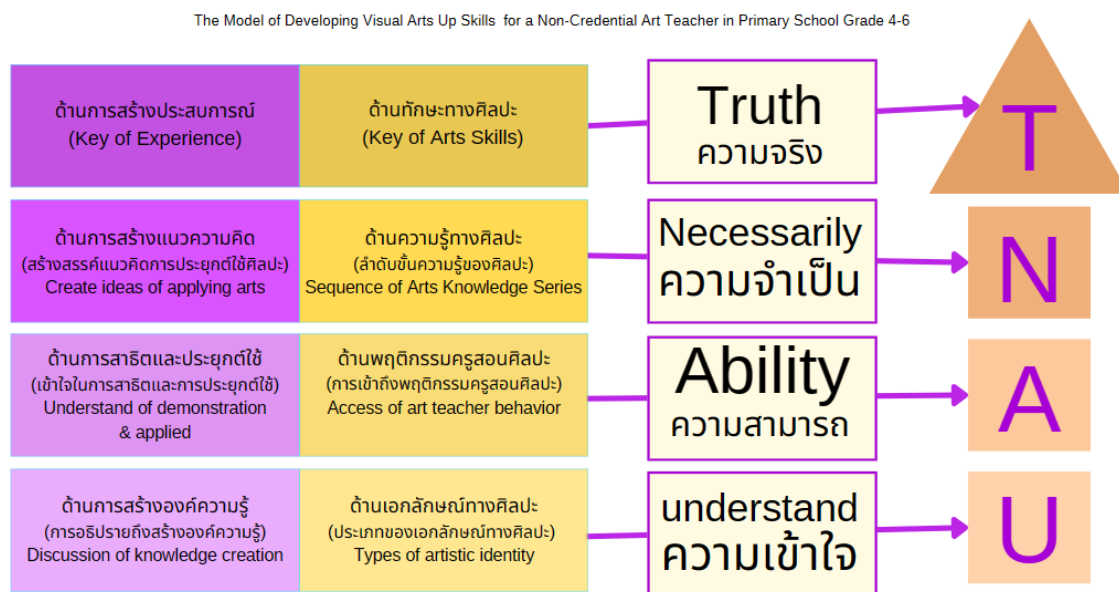 The Model of Developing Visual Arts Up Skills for a Non-Credential Art Teacher in Primary School Grade 4-6
ด้านการสร้างประสบการณ์
(Key of Experience)
ด้านทักษะทางศิลปะ
(Key of Arts Skills)
Truth
ความจริง
T
ด้านการสร้างแนวความคิด
(สร้างสรรค์แนวคิดการประยุกต์ใช้ศิลปะ)
Create ideas of applying arts
ด้านความรู้ทางศิลปะ
(ลำดับขั้นความรู้ของศิลปะ)
Sequence of Arts Knowledge Series
Necessarily
ความจำเป็น
N
ด้านการสาธิตและประยุกต์ใช้
(เข้าใจในการสาธิตและการประยุกต์ใช้)
Understand of demonstration
& applied
ด้านพฤติกรรมครูสอนศิลปะ
(การเข้าถึงพฤติกรรมครูสอนศิลปะ)
Access of art teacher behavior
Ability
ความสามารถ
A
ด้านการสร้างองค์ความรู้
(การอธิปรายถึงสร้างองค์ความรู้)
Discussion of knowledge creation
ด้านเอกลักษณ์ทางศิลปะ
(ประเภทของเอกลักษณ์ทางศิลปะ)
Types of artistic identity
understand
ความเข้าใจ
U